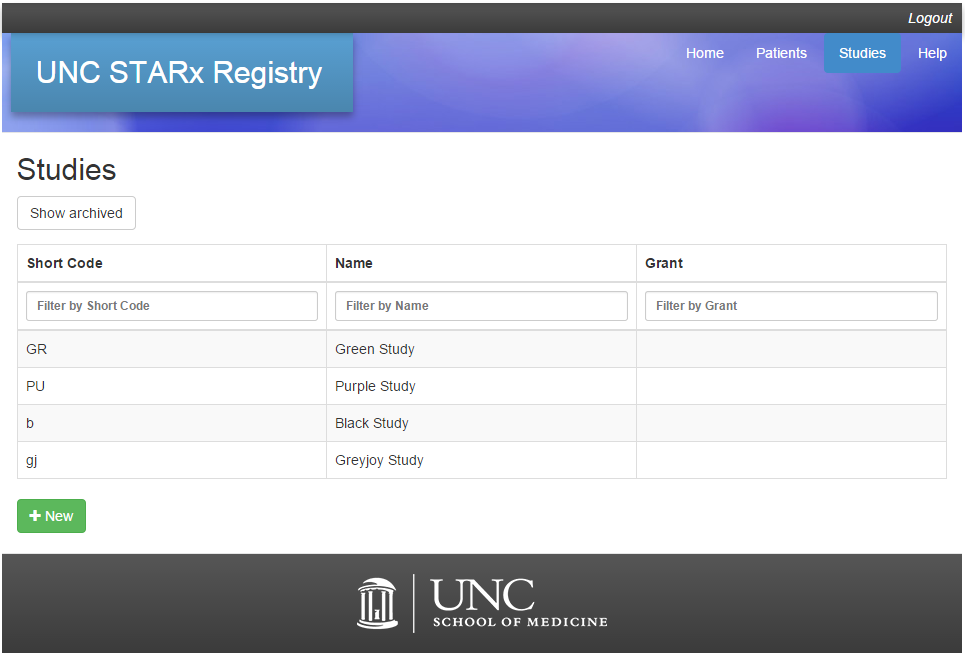 Logout
UNC STARx Registry
Home Patients Studies Help
Studies
Show archived
Short Code Name Grant
Filter by Short Code Filter by Name Filter by Grant
GR Green Study
PU Purple Study
b Black Study
gj Greyjoy Study
+ New
UNC
SCHOOL OF MEDICINE